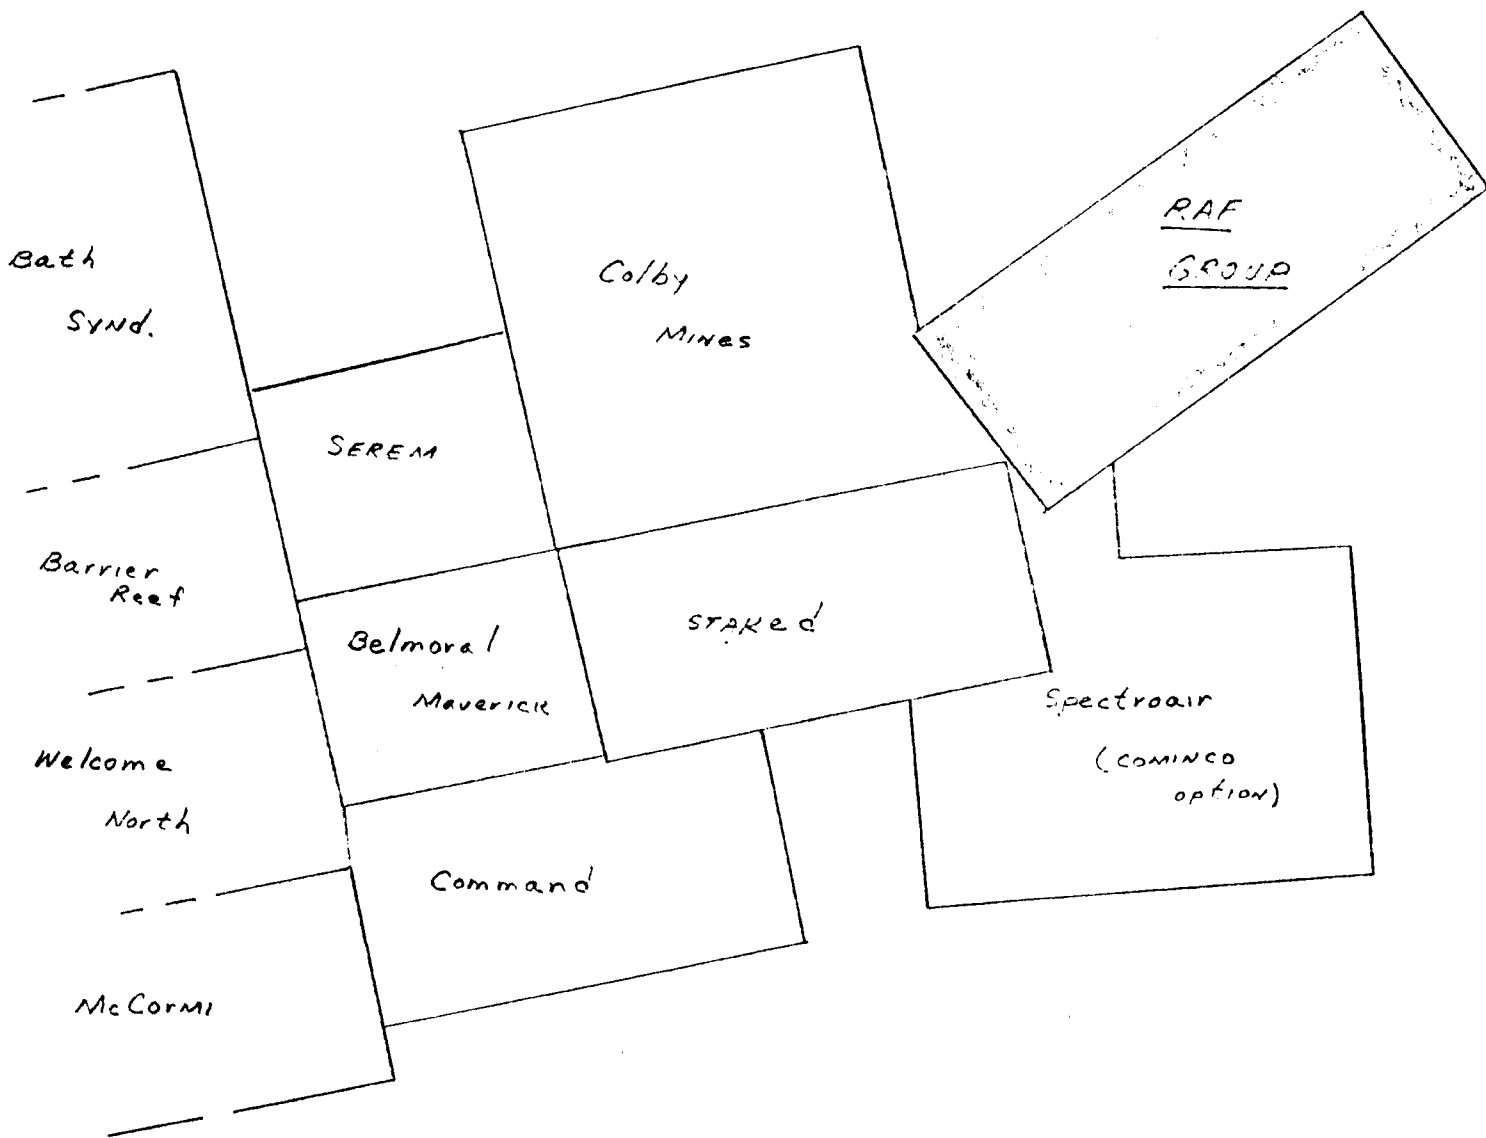 RAF
GROUP
Bath
Synd.
Colby
Mines
SEREM
Barrier
Reef
STAKed
Belmoral
Maverick
Spectroair
(COMINCO
option)
Welcome
North
Command
McCormi